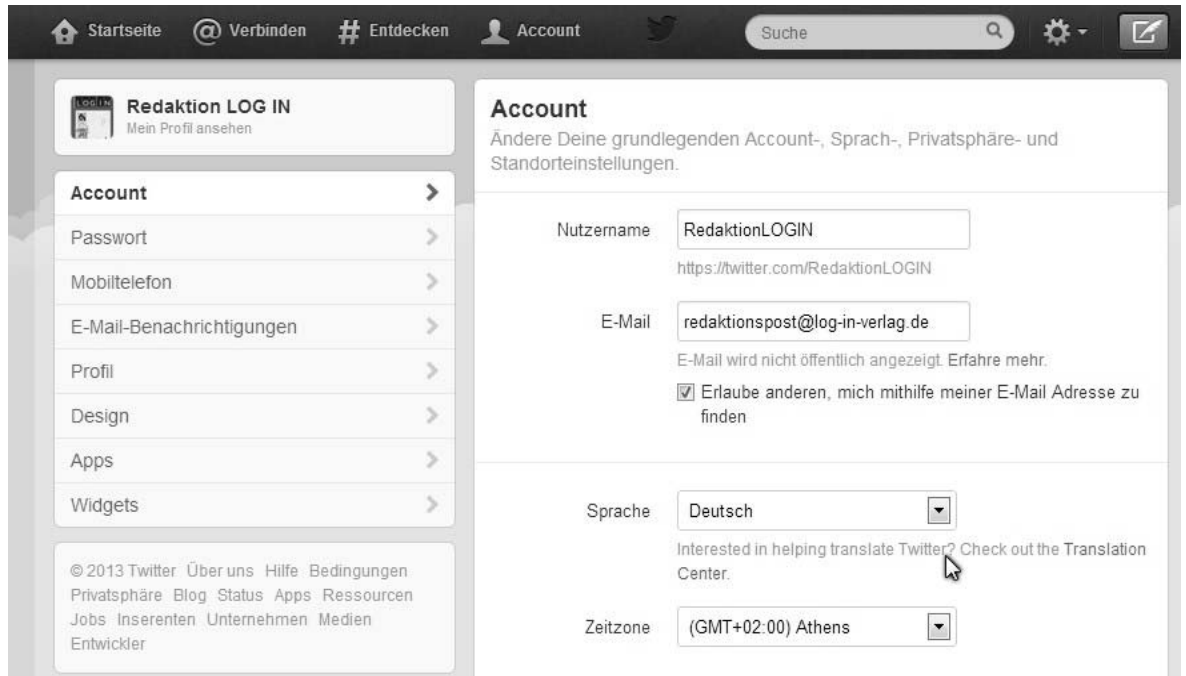 Startseite @ Verbinden # Entdecken Account Suche
LOG IN
Redaktion LOG IN
Mein Profil ansehen
Account
Passwort
Mobiltelefon
E-Mail-Benachrichtigungen
Profil
Design
Apps
Widgets
© 2013 Twitter Über uns Hilfe Bedingungen
Privatsphäre Blog Status Apps Ressourcen
Jobs Inserenten Unternehmen Medien
Entwickler
Account
Ändere Deine grundlegenden Account-, Sprach-, Privatsphäre- und
Standorteinstellungen.
Nutzername RedaktionLOGIN
https://twitter.com/RedaktionLOGIN
E-Mail redaktionspost@log-in-verlag.de
E-Mail wird nicht öffentlich angezeigt. Erfahre mehr.
Erlaube anderen, mich mithilfe meiner E-Mail Adresse zu
finden
Sprache Deutsch
Interested in helping translate Twitter? Check out the Translation
Center.
Zeitzone (GMT+02:00) Athens